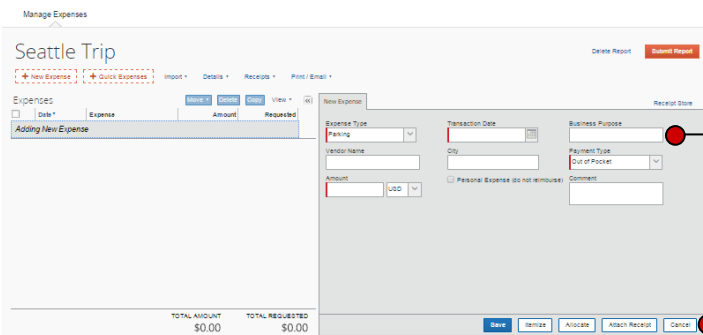 Manage Expenses
Seattle Trip
Delete Report Submit Report
+ New Expense + Quick Expenses Import Details Receipts Print / Email
Expenses Move Delete Copy View
New Expense Receipt Store
Date Expense Amount Requested
Adding New Expense
Expense Type Transaction Date Business Purpose
Parking
Vendor Name City Payment Type
Out of Pocket
Amount Personal Expense (do not reimburse) Comment
USD
TOTAL AMOUNT TOTAL REQUESTED
$0.00 $0.00
Save Itemize Allocate Attach Receipt Cancel